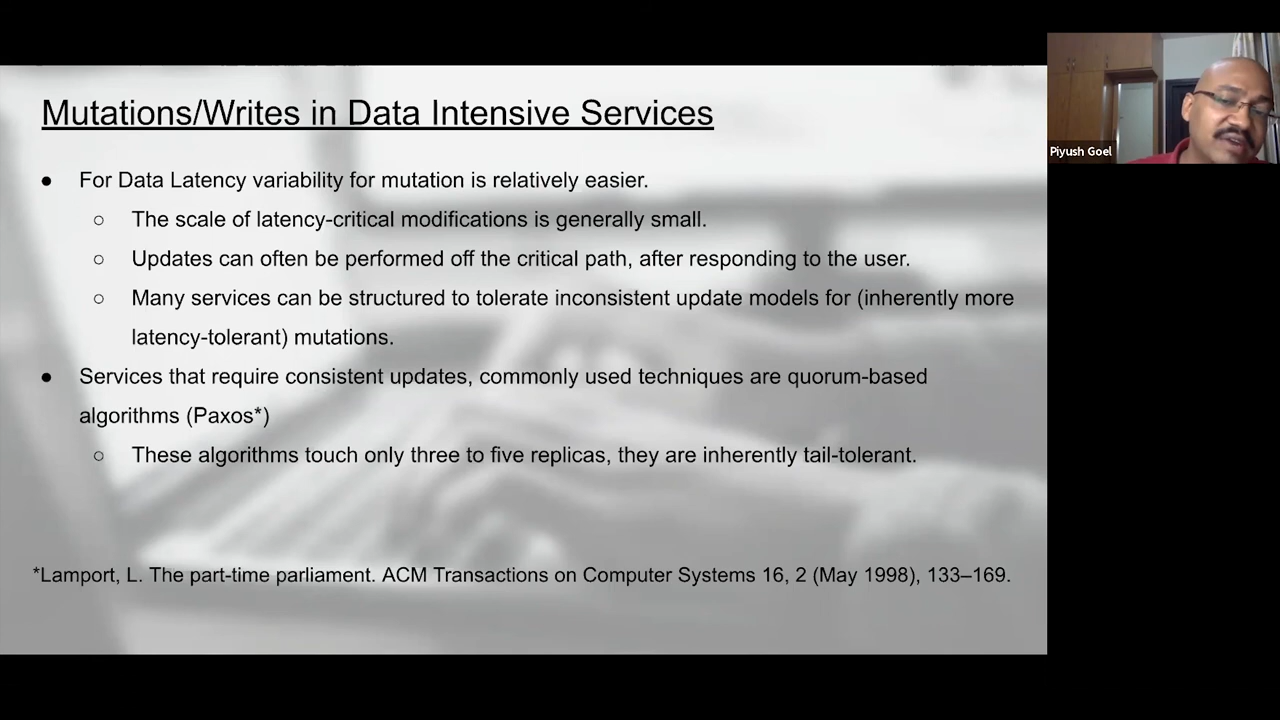 Mutations/Writes in Data Intensive Services
● For Data Latency variability for mutation is relatively easier.
○ The scale of latency-critical modifications is generally small.
○ Updates can often be performed off the critical path, after responding to the user.
○ Many services can be structured to tolerate inconsistent update models for (inherently more
latency-tolerant) mutations.
● Services that require consistent updates, commonly used techniques are quorum-based
algorithms (Paxos*)
○ These algorithms touch only three to five replicas, they are inherently tail-tolerant.
*Lamport, L. The part-time parliament. ACM Transactions on Computer Systems 16, 2 (May 1998), 133–169.
Piyush Goel